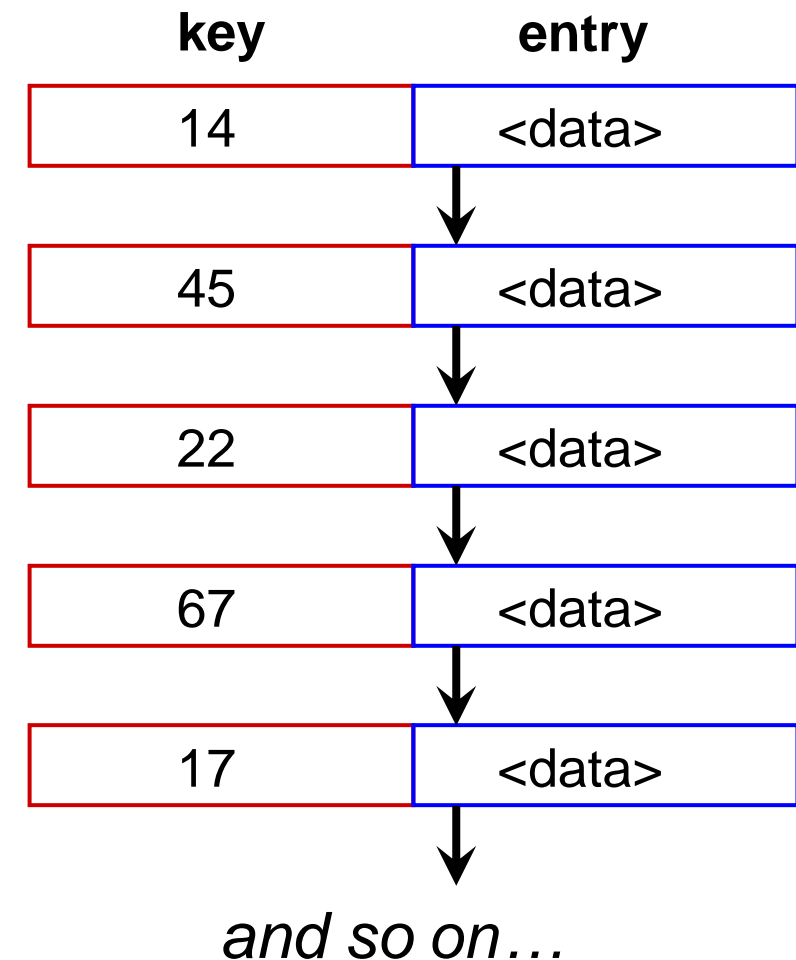 key entry
14 <data>
45 <data>
22 <data>
67 <data>
17 <data>
and so on…